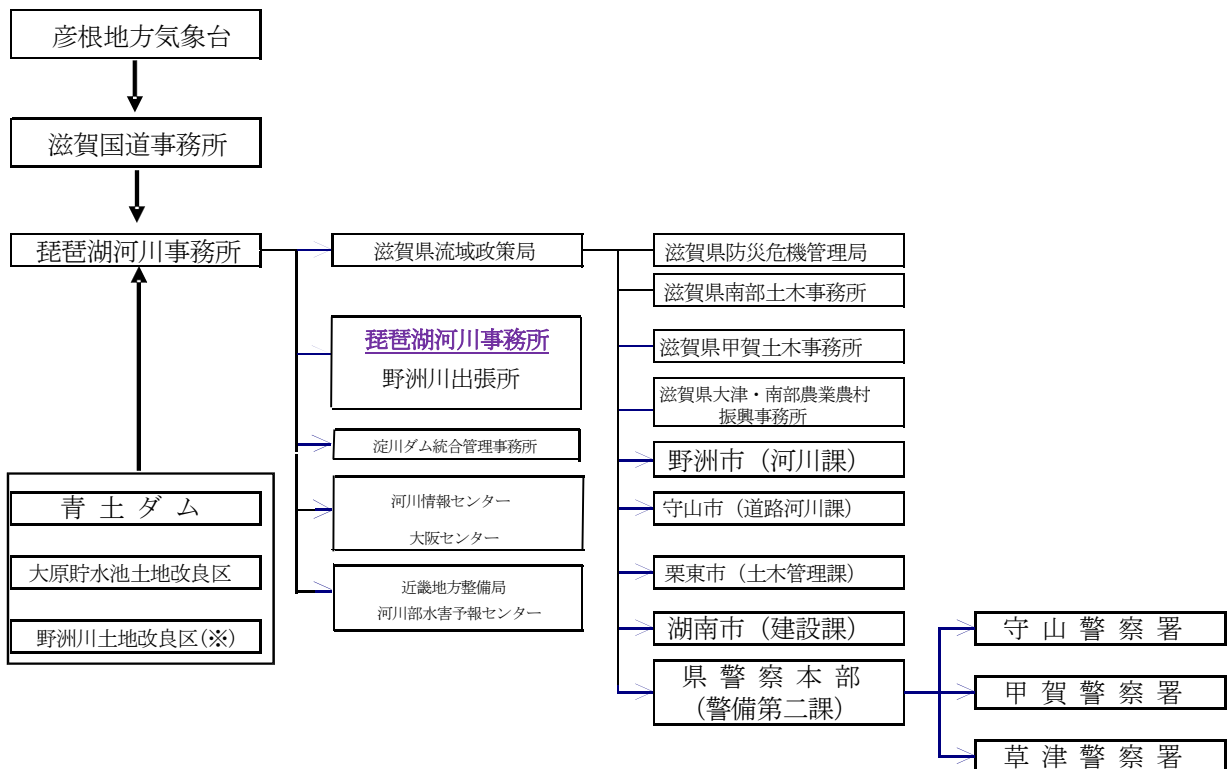 彦根地方気象台
滋賀国道事務所
琵琶湖河川事務所
青土ダム
大原貯水池土地改良区
野洲川土地改良区(※)
滋賀県流域政策局
琵琶湖河川事務所
野洲川出張所
淀川ダム統合管理事務所
河川情報センター
大阪センター
近畿地方整備局
河川部水害予報センター
滋賀県防災危機管理局
滋賀県南部土木事務所
滋賀県甲賀土木事務所
滋賀県大津・南部農業農村
振興事務所
野洲市（河川課）
守山市（道路河川課）
栗東市（土木管理課）
湖南市（建設課）
県警察本部
（警備第二課）
守山警察署
甲賀警察署
草津警察署